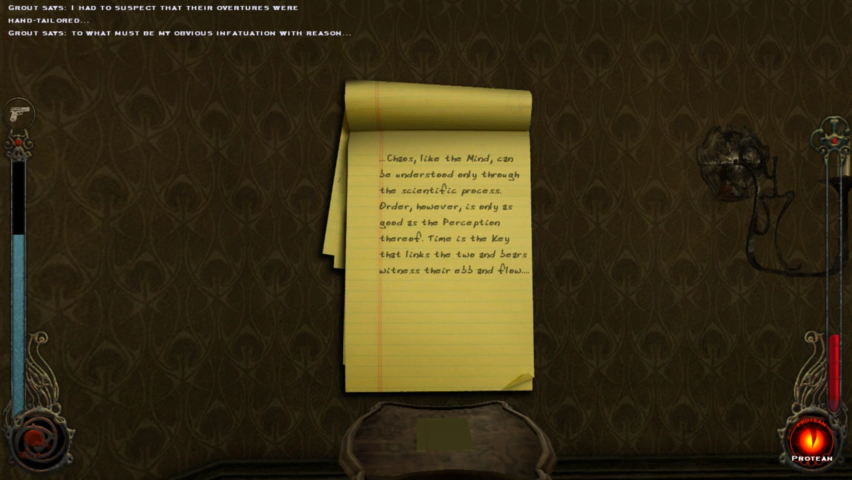 GROUT SAYS: I HAD TO SUSPECT THAT THEIR OVERTURES WERE
HAND-TAILORED...
GROUT SAYS: TO WHAT MUST BE MY OBVIOUS INFATUATION WITH REASON...
...Chaos, like the Mind, can
be understood only through
the scientific process.
Order, however, is only as
good as the Perception
thereof. Time is the Key
that links the two and bears
witness their ebb and flow...
PROTEAN
PROTEAN